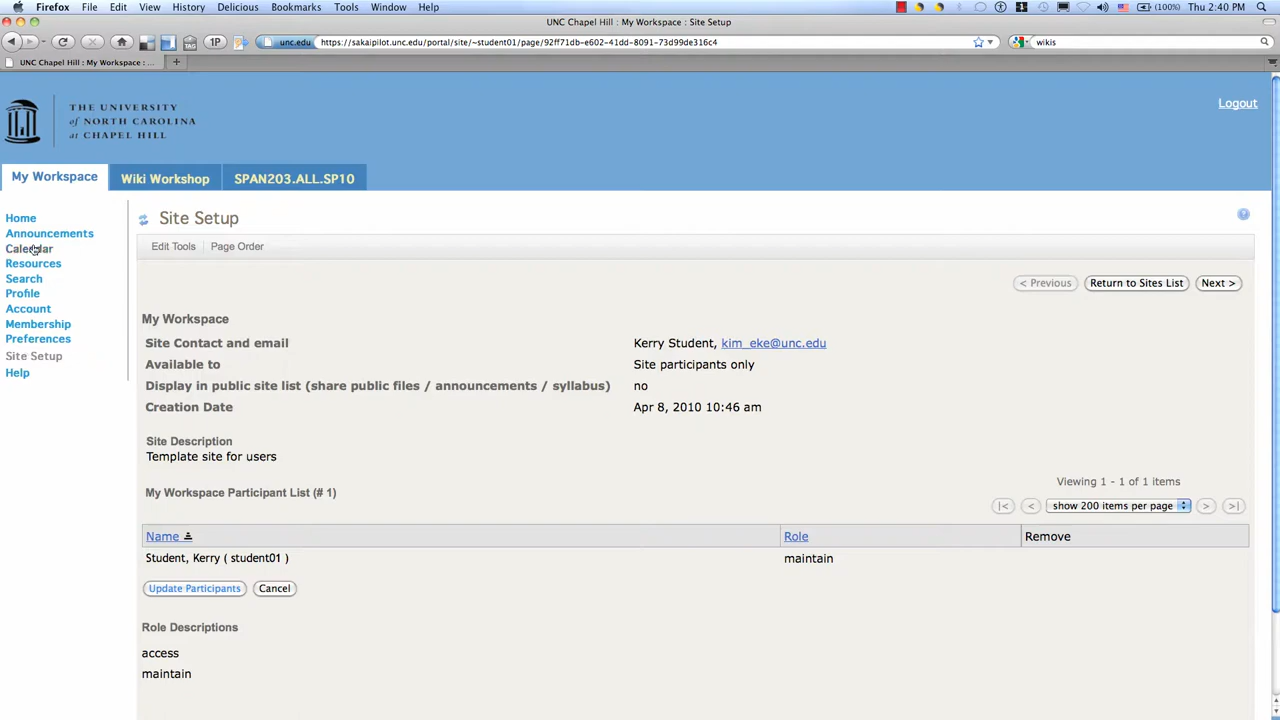 Firefox File Edit View History Delicious Bookmarks Tools Window Help (100%) Thu 2:40 PM
UNC Chapel Hill : My Workspace : Site Setup
1P unc.edu https://sakaipilot.unc.edu/portal/site/~student01/page/92ff71db-e602-41dd-8091-73d99de316c4 wikis
UNC Chapel Hill : My Workspace : ...
THE UNIVERSITY
of NORTH CAROLINA
at CHAPEL HILL
Logout
My Workspace Wiki Workshop SPAN203.ALL.SP10
Home
Announcements
Calendar
Resources
Search
Profile
Account
Membership
Preferences
Site Setup
Help
Site Setup ?
Edit Tools Page Order
< Previous Return to Sites List Next >
My Workspace
Site Contact and email Kerry Student, kim_eke@unc.edu
Available to Site participants only
Display in public site list (share public files / announcements / syllabus) no
Creation Date Apr 8, 2010 10:46 am
Site Description
Template site for users
Viewing 1 - 1 of 1 items
My Workspace Participant List (# 1)
|< < show 200 items per page > >|
Name Role Remove
Student, Kerry ( student01 ) maintain
Update Participants Cancel
Role Descriptions
access
maintain